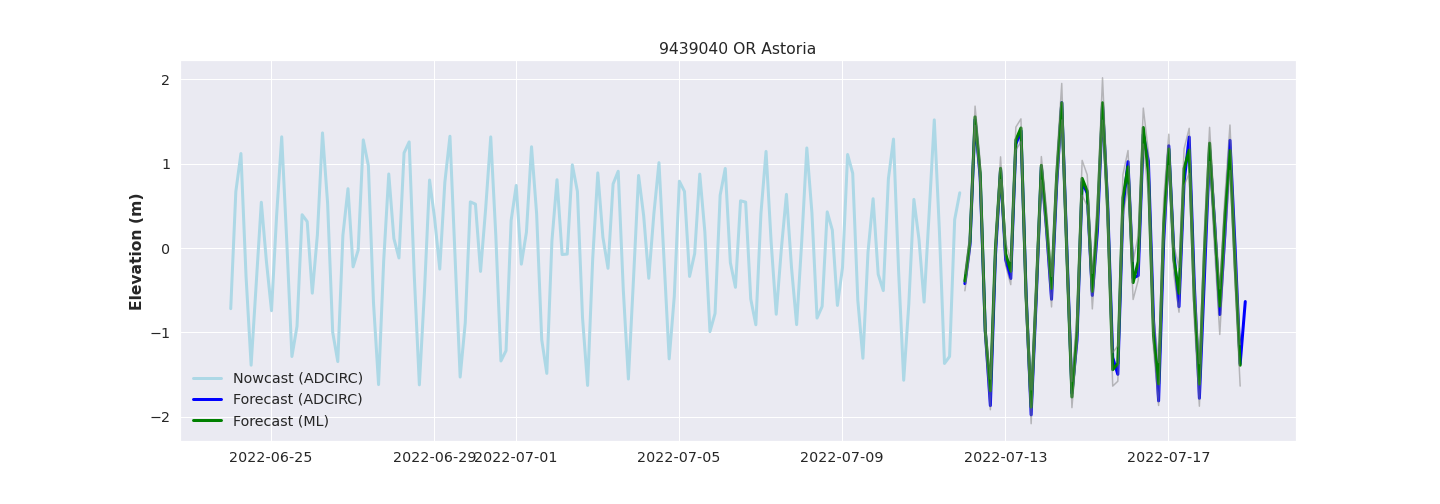 9439040 OR Astoria
Elevation (m)
2
1
0
−1
−2
Nowcast (ADCIRC)
Forecast (ADCIRC)
Forecast (ML)
2022-06-25
2022-06-29
2022-07-01
2022-07-05
2022-07-09
2022-07-13
2022-07-17